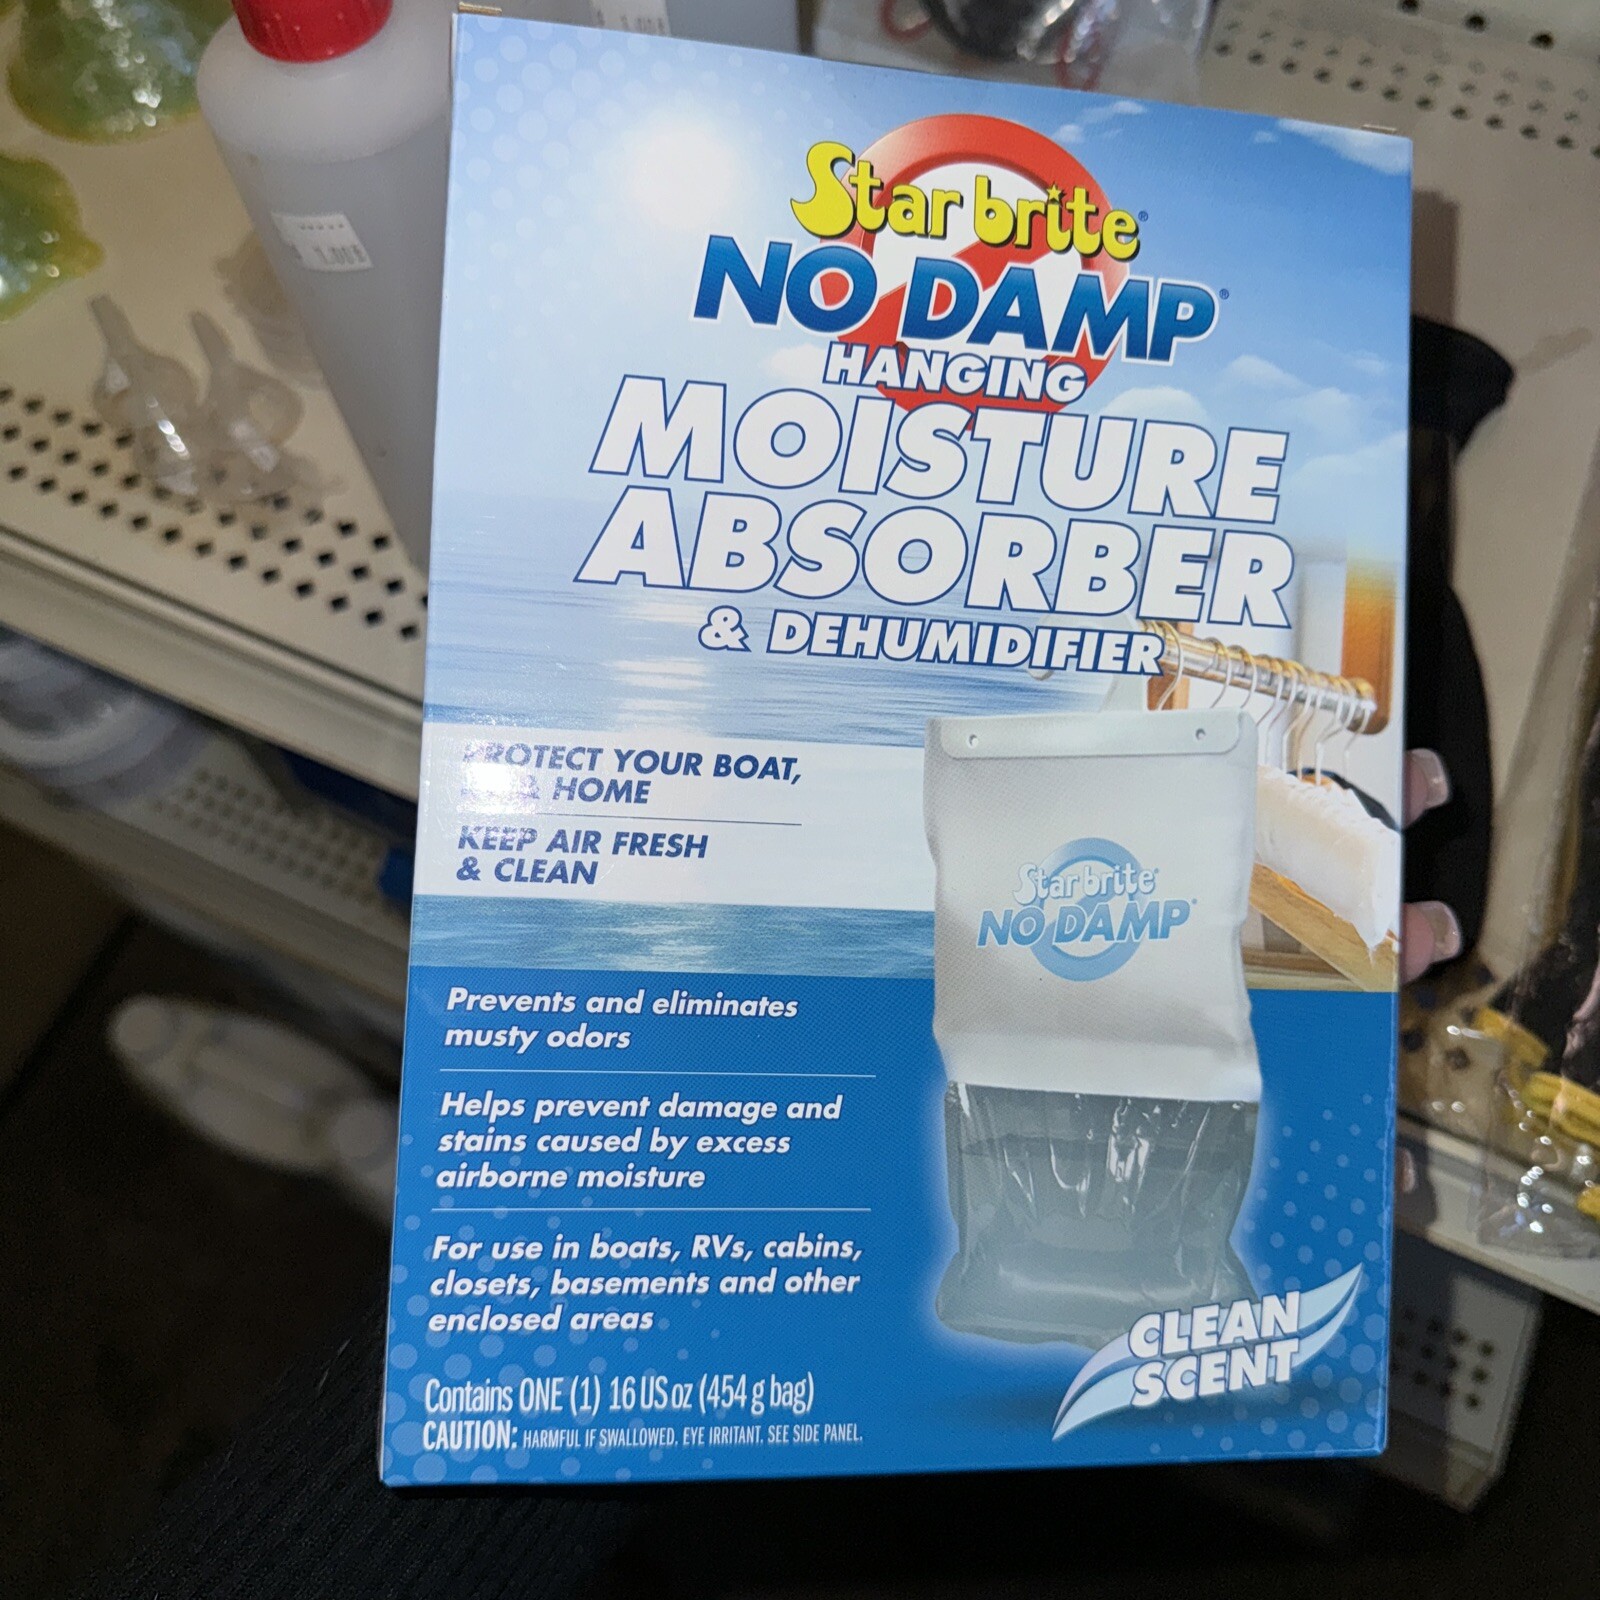 Star brite®
NO DAMP®
HANGING
MOISTURE
ABSORBER
& DEHUMIDIFIER
PROTECT YOUR BOAT,
& HOME
KEEP AIR FRESH
& CLEAN
Prevents and eliminates
musty odors
Helps prevent damage and
stains caused by excess
airborne moisture
For use in boats, RVs, cabins,
closets, basements and other
enclosed areas
Contains ONE (1) 16 US oz (454 g bag)
CAUTION: HARMFUL IF SWALLOWED. EYE IRRITANT. SEE SIDE PANEL.
Star brite®
NO DAMP®
CLEAN
SCENT